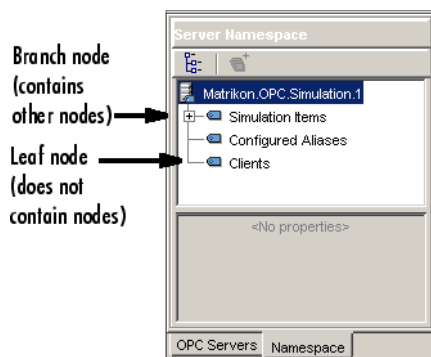 Branch node
(contains
other nodes)
Leaf node
(does not
contain nodes)
Server Namespace
Matrikon.OPC.Simulation.1
Simulation Items
Configured Aliases
Clients
<No properties>
OPC Servers
Namespace